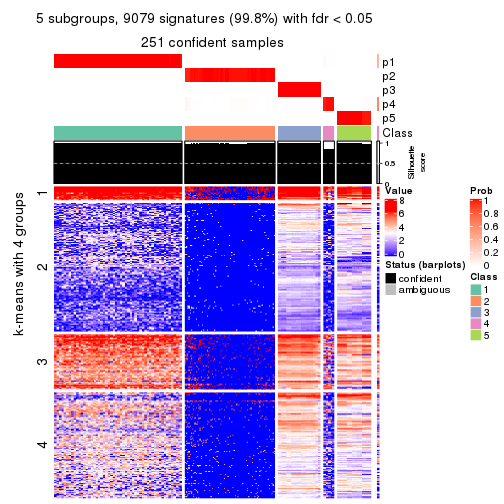 5 subgroups, 9079 signatures (99.8%) with fdr < 0.05
251 confident samples
p1
p2
p3
p4
p5
Class
1
0.5
0
Silhouette
score
k-means with 4 groups
1
2
3
4
Value
8
6
4
2
0
Prob
1
0.8
0.6
0.4
0.2
0
Status (barplots)
confident
ambiguous
Class
1
2
3
4
5